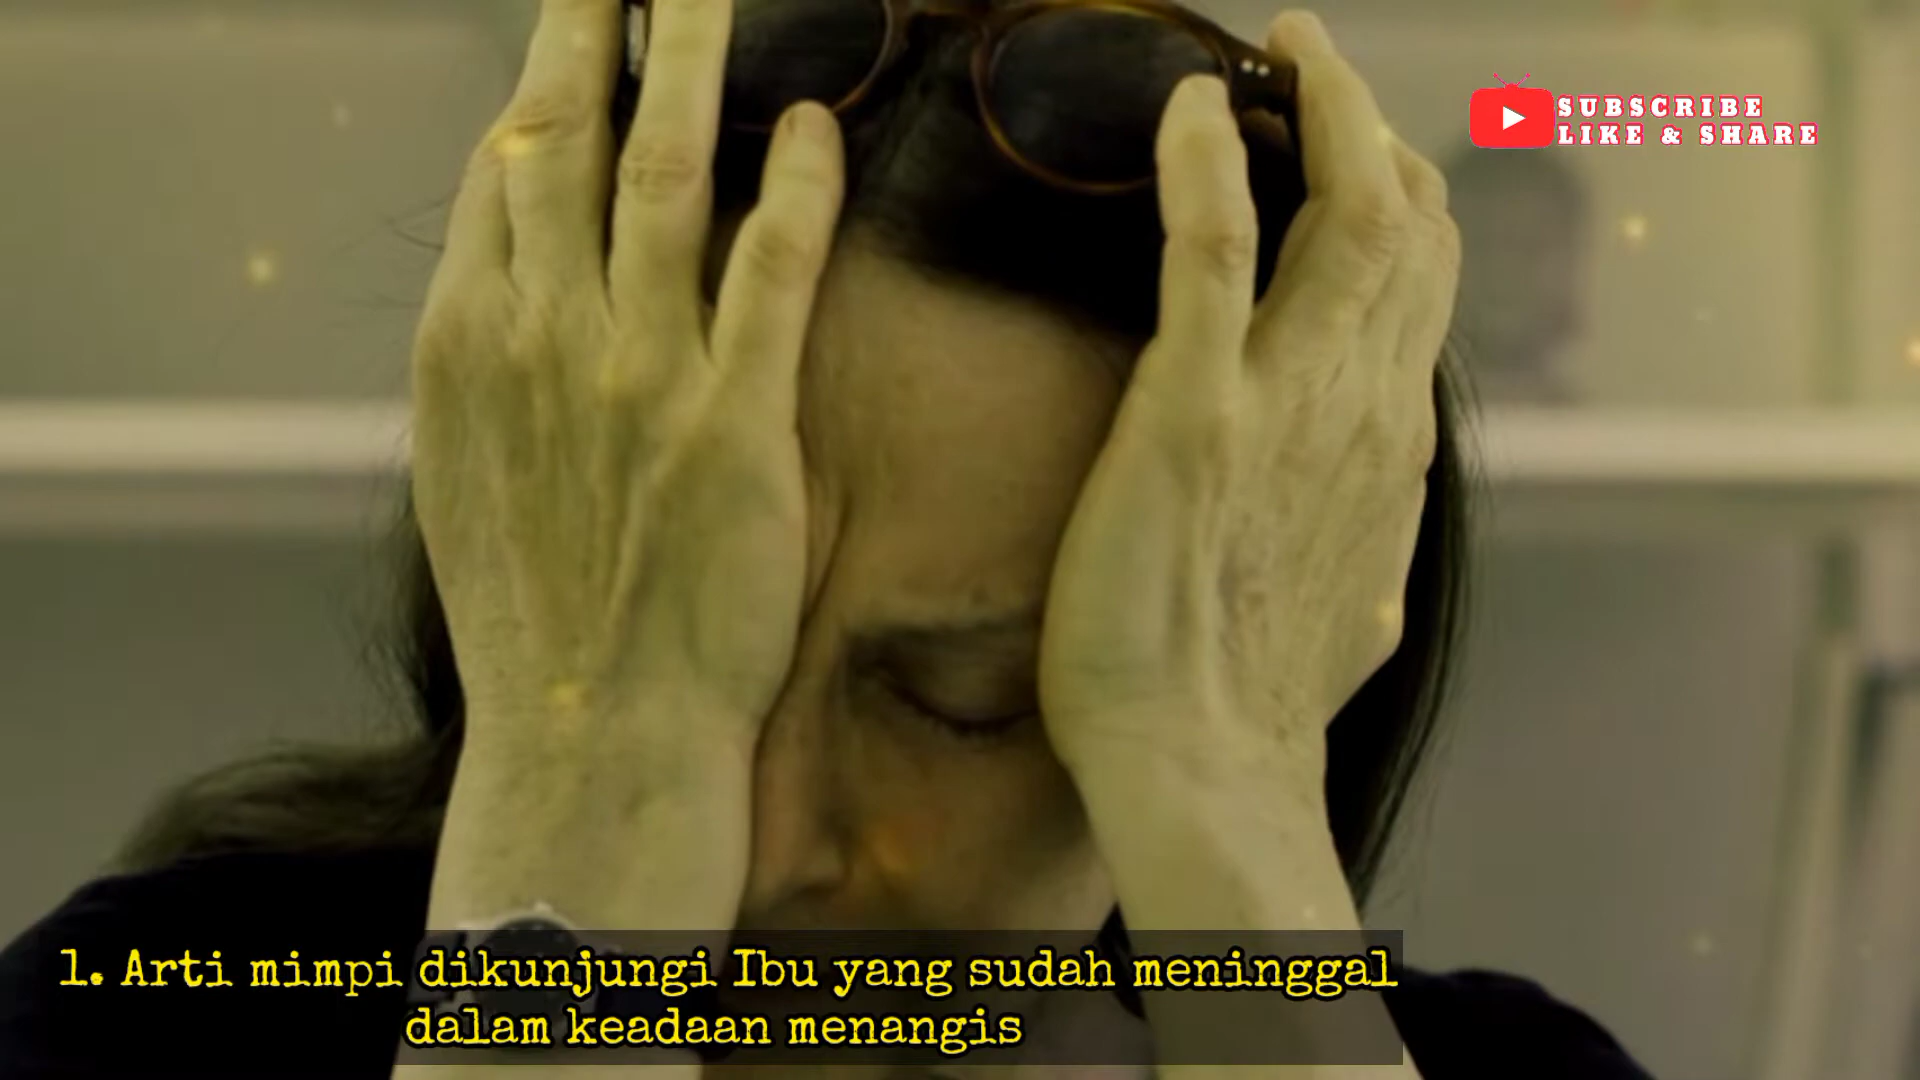 SUBSCRIBE
LIKE & SHARE
1. Arti mimpi dikunjungi Ibu yang sudah meninggal
dalam keadaan menangis